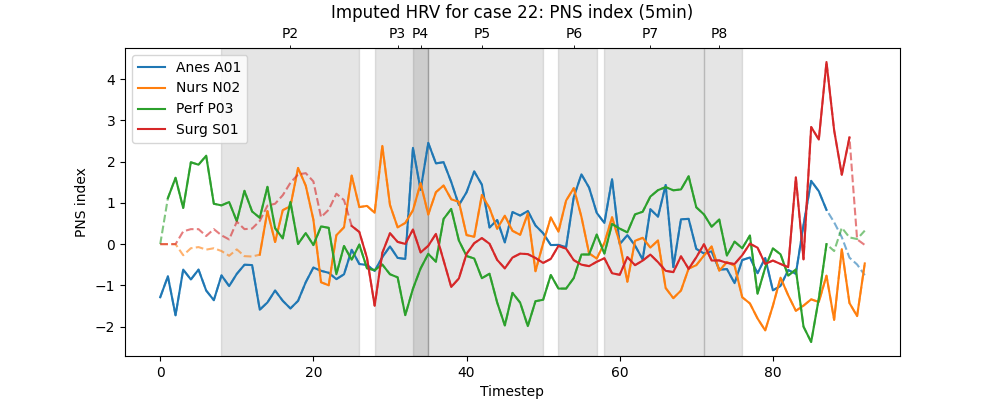 Imputed HRV for case 22: PNS index (5min)
P2 P3 P4 P5 P6 P7 P8
Anes A01
Nurs N02
Perf P03
Surg S01
4
3
2
1
0
−1
−2
PNS index
0 20 40 60 80
Timestep